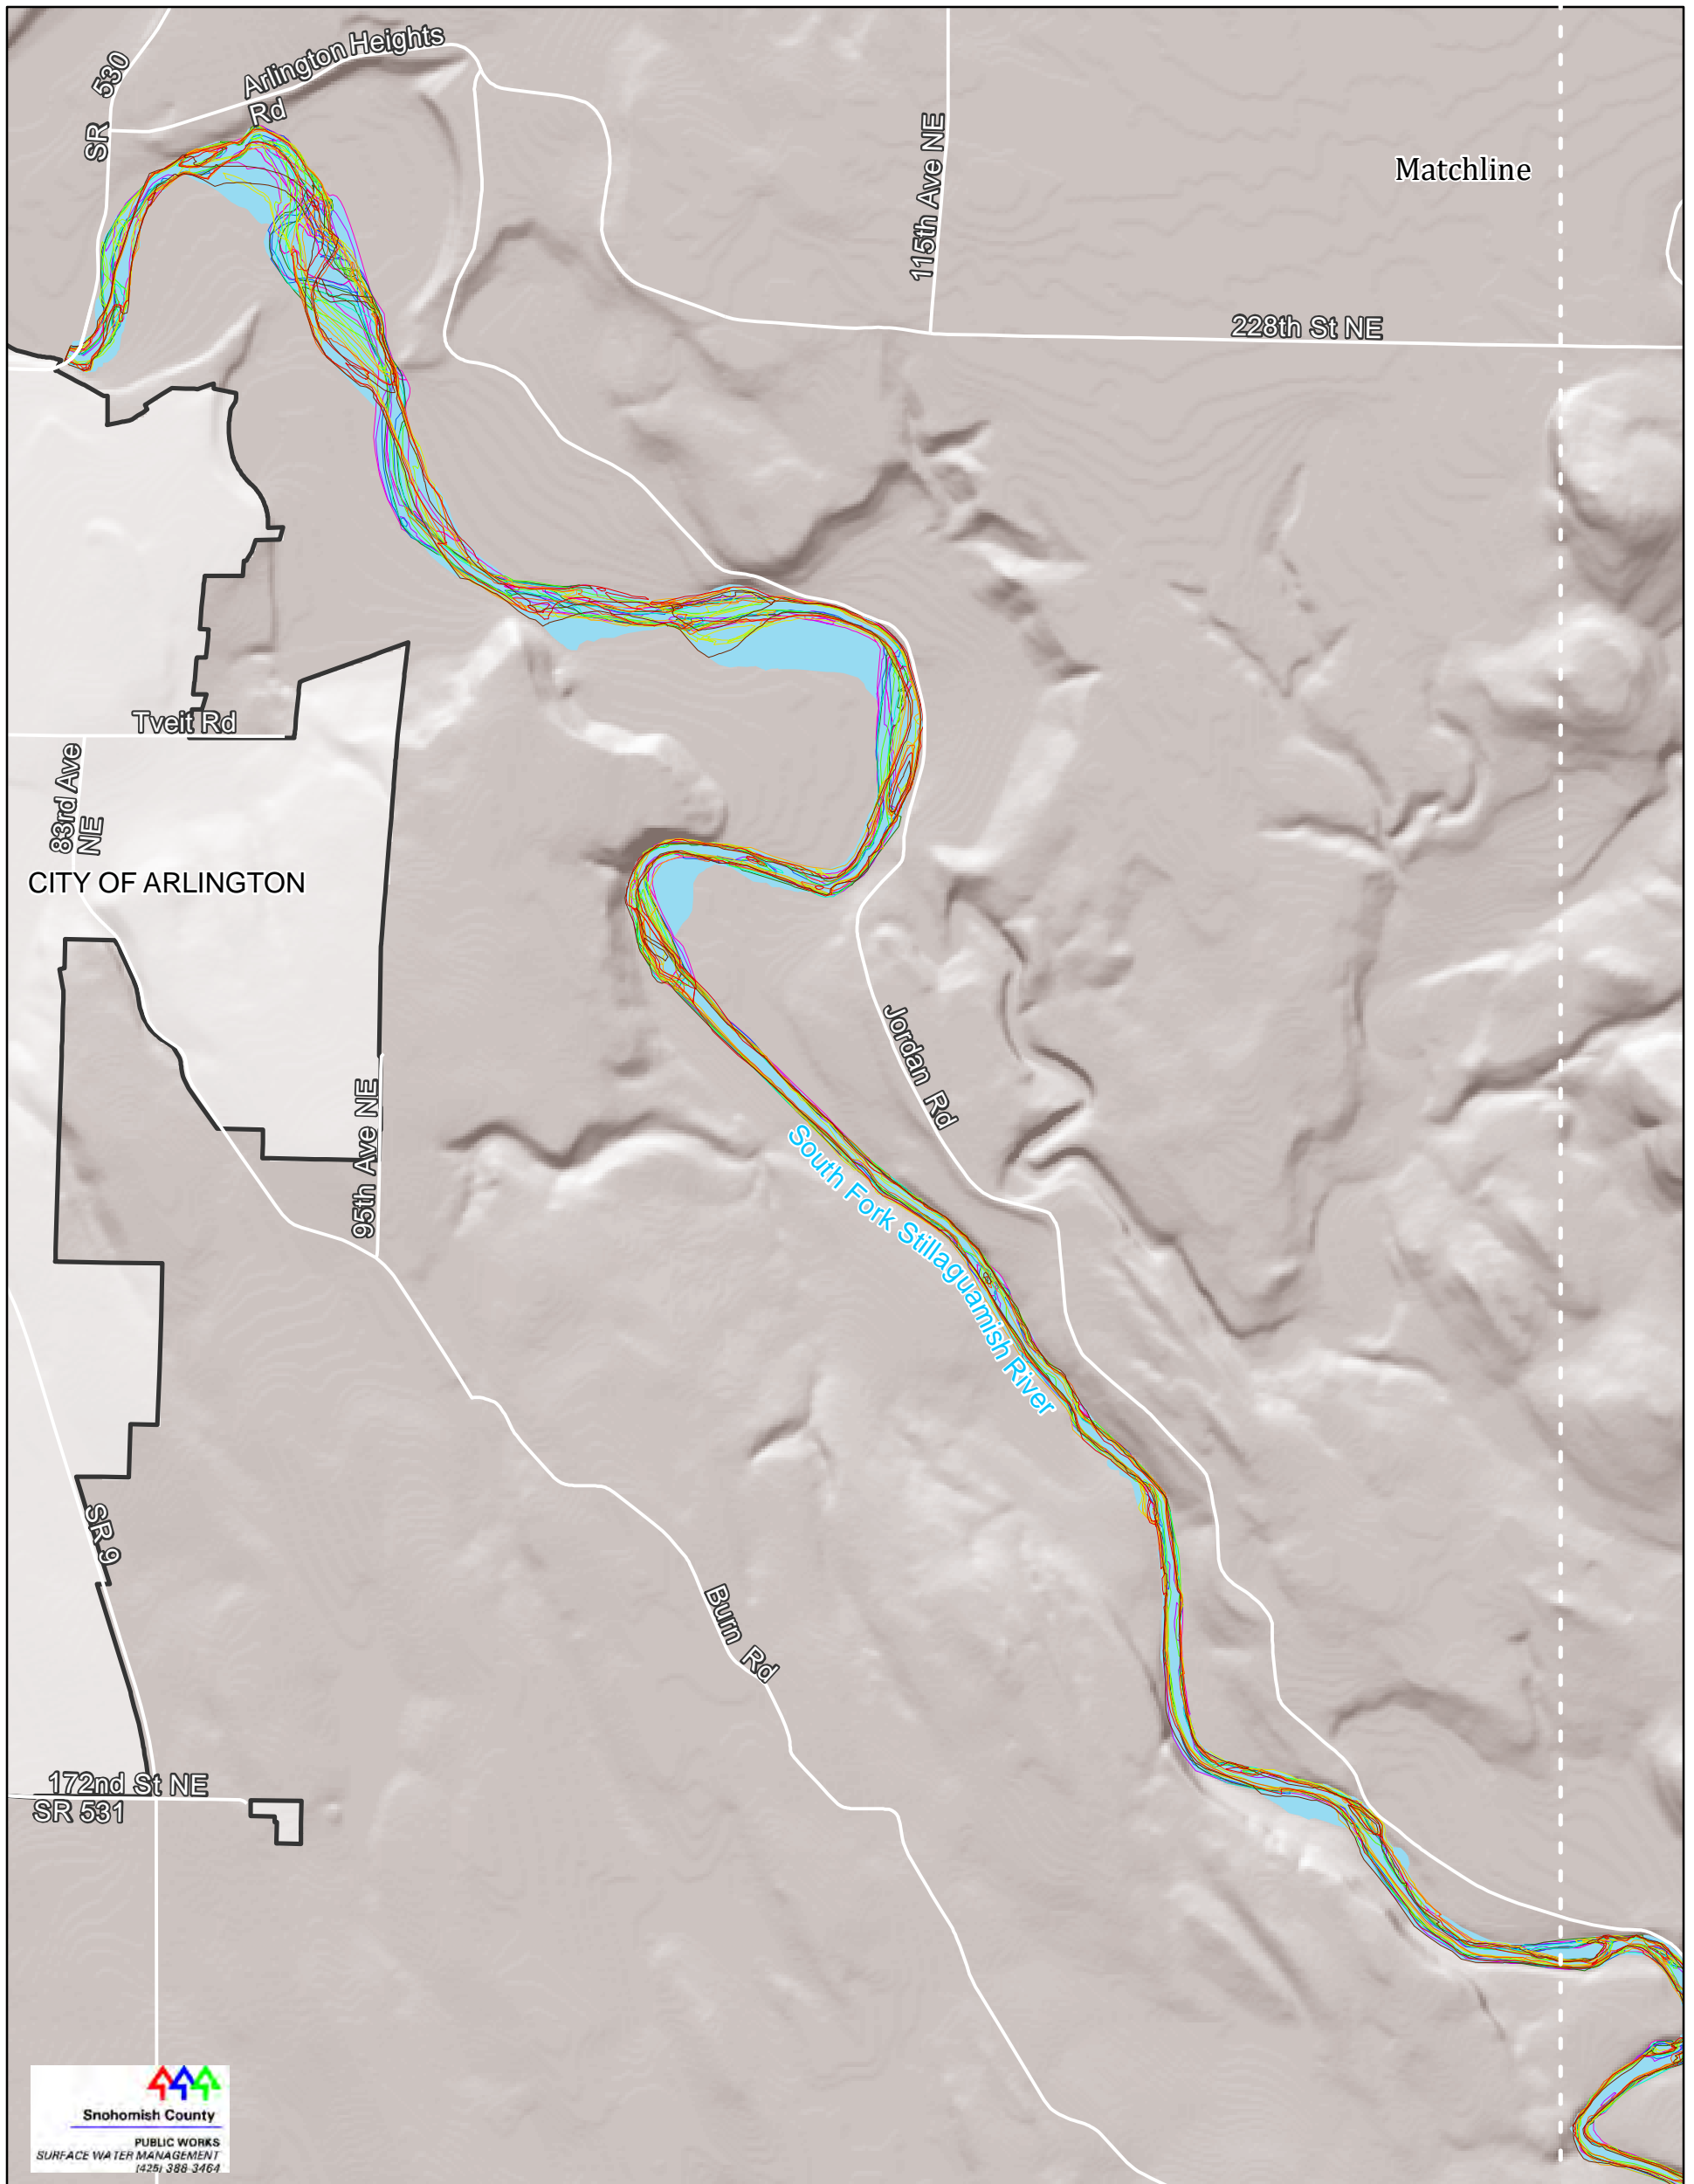 SR 530
Arlington Heights
Rd
115th Ave NE
Matchline
228th St NE
Tveit Rd
83rd Ave
NE
CITY OF ARLINGTON
Jordan Rd
95th Ave NE
South Fork Stillaguamish River
SR 9
Burn Rd
172nd St NE
SR 531
Snohomish County
PUBLIC WORKS
SURFACE WATER MANAGEMENT
(425) 388-3464